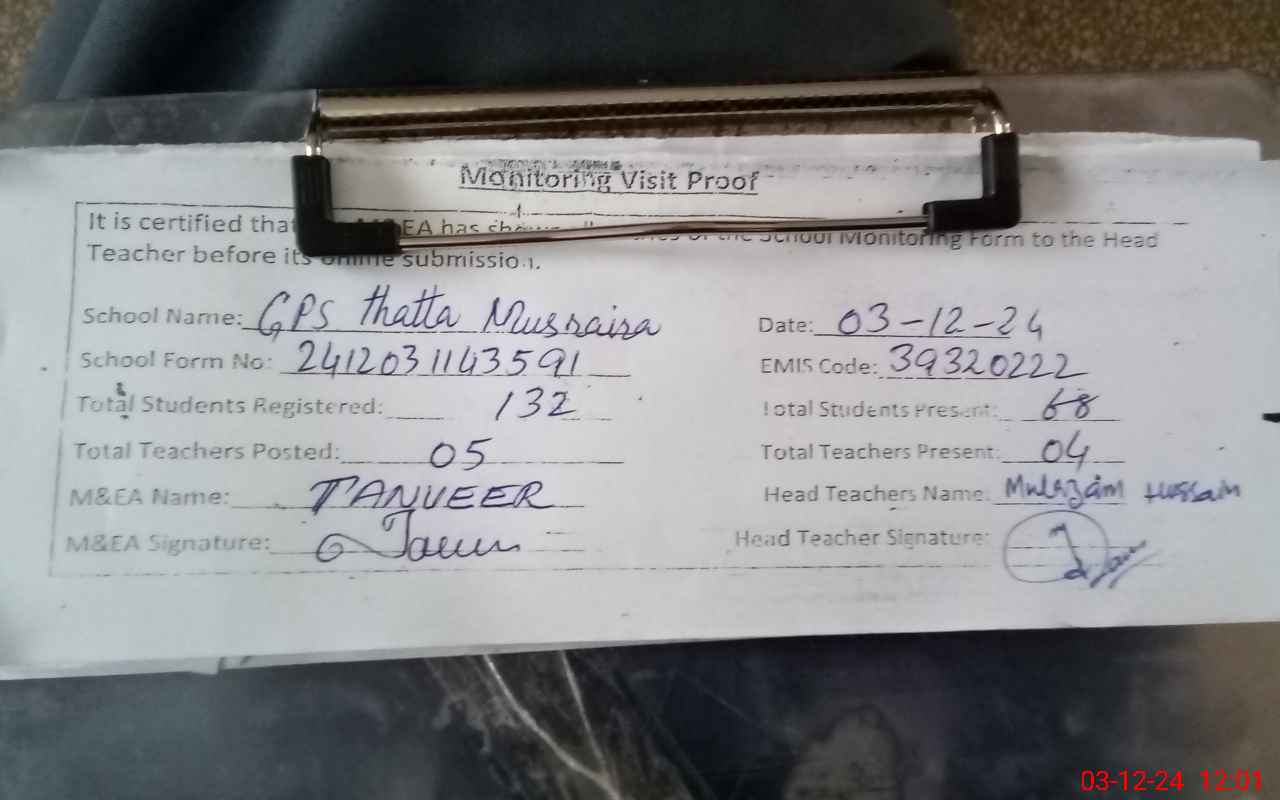 Monitoring Visit Proof
It is certified that M&EA has shown of the School Monitoring Form to the Head
Teacher before its online submission.
School Name: GPS Thatta Musraira Date: 03-12-24
School Form No: 2412031143591 EMIS Code: 39320222
Total Students Registered: 132 Total Students Present: 68
Total Teachers Posted: 05 Total Teachers Present: 04
M&EA Name: TANVEER Head Teachers Name: Mulazam Hussain
M&EA Signature: Head Teacher Signature:
03-12-24 12:01